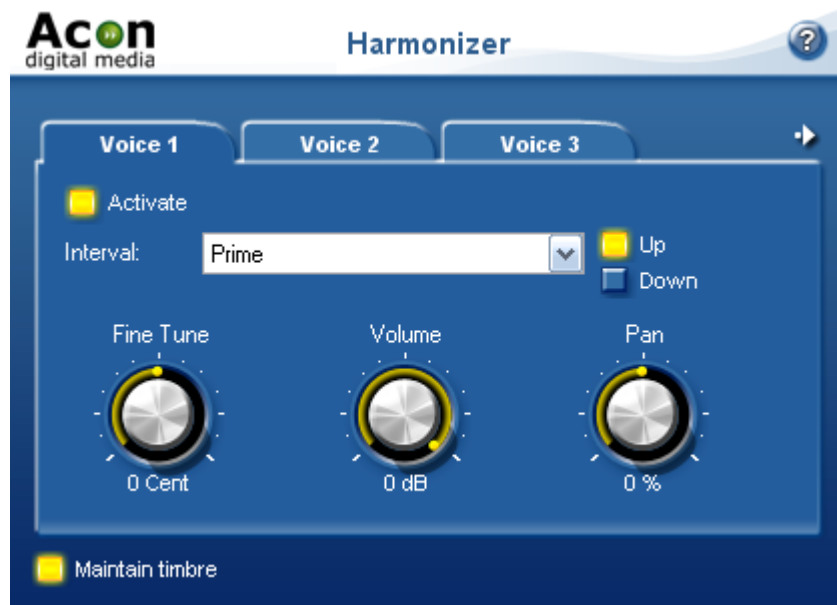 Acon
digital media
Harmonizer
?
Voice 1
Voice 2
Voice 3
Activate
Interval:
Prime
Up
Down
Fine Tune
Volume
Pan
0 Cent
0 dB
0 %
Maintain timbre